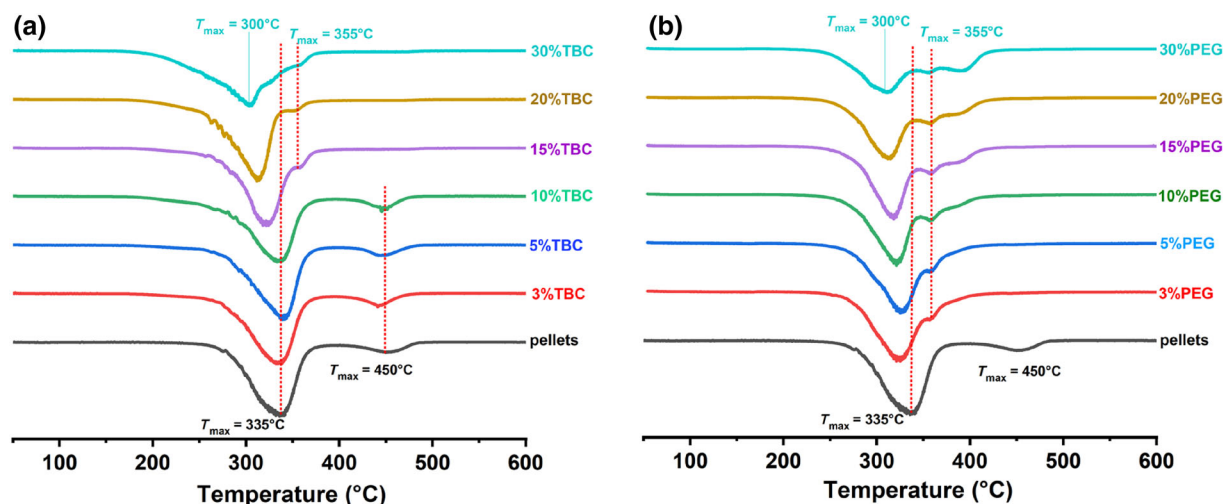 (a)
Tmax = 300°C
Tmax = 355°C
30%TBC
20%TBC
15%TBC
10%TBC
5%TBC
3%TBC
pellets
Tmax = 450°C
Tmax = 335°C
100 200 300 400 500 600
Temperature (°C)
(b)
Tmax = 300°C
Tmax = 355°C
30%PEG
20%PEG
15%PEG
10%PEG
5%PEG
3%PEG
pellets
Tmax = 450°C
Tmax = 335°C
100 200 300 400 500 600
Temperature (°C)